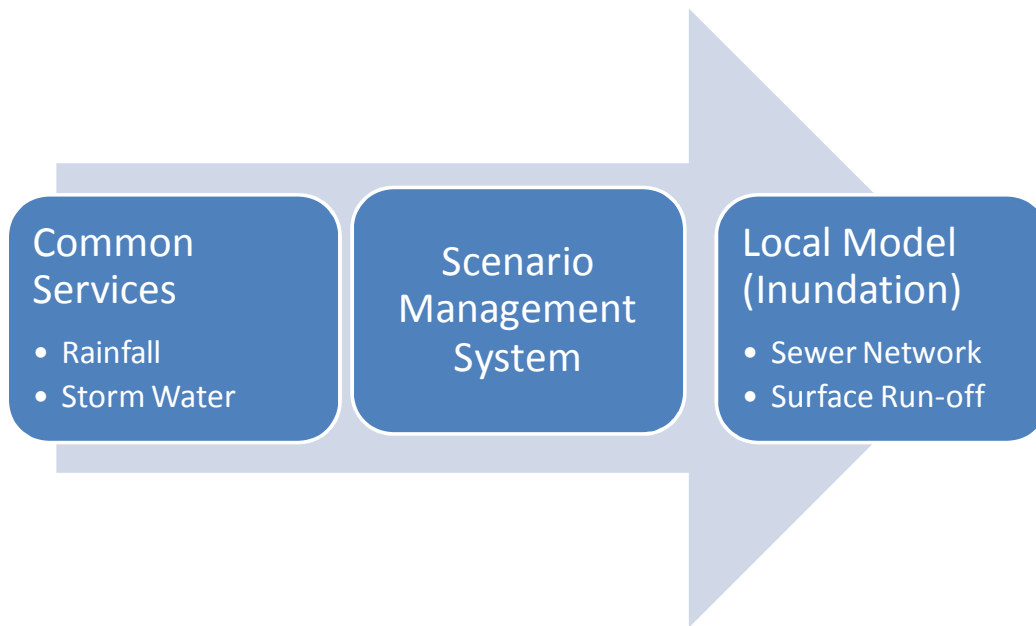 Common
Services
• Rainfall
• Storm Water
Scenario
Management
System
Local Model
(Inundation)
• Sewer Network
• Surface Run-off